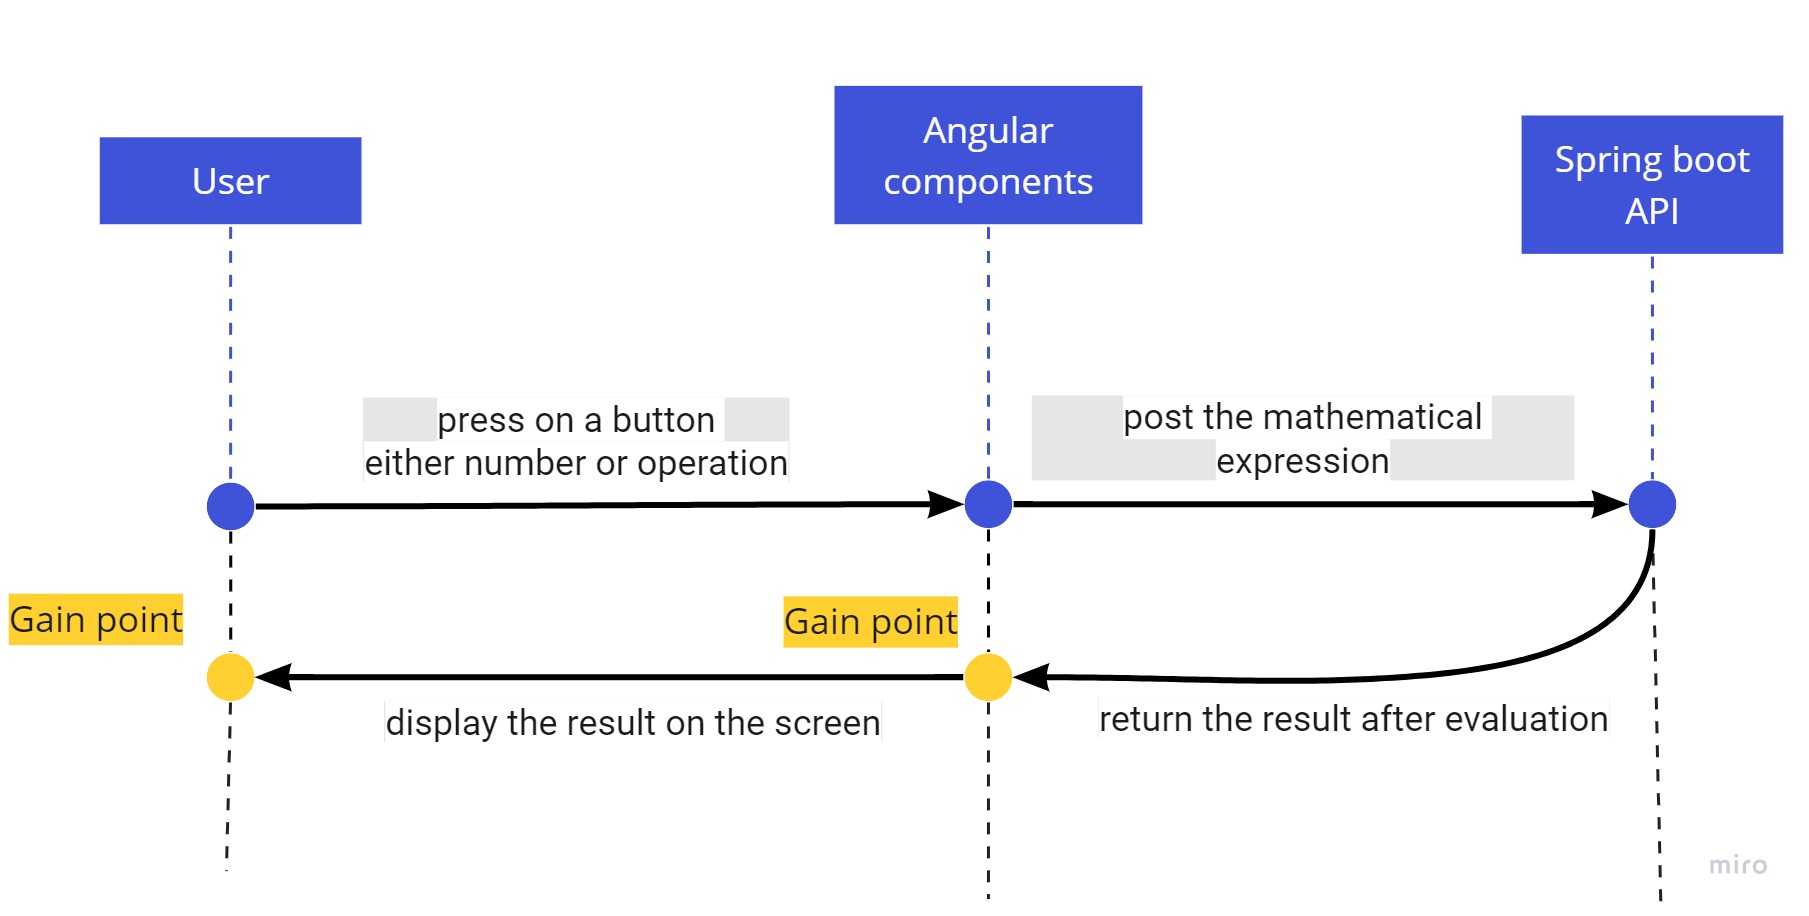 User
Angular
components
Spring boot
API
press on a button
either number or operation
post the mathematical
expression
Gain point
Gain point
display the result on the screen
return the result after evaluation
miro